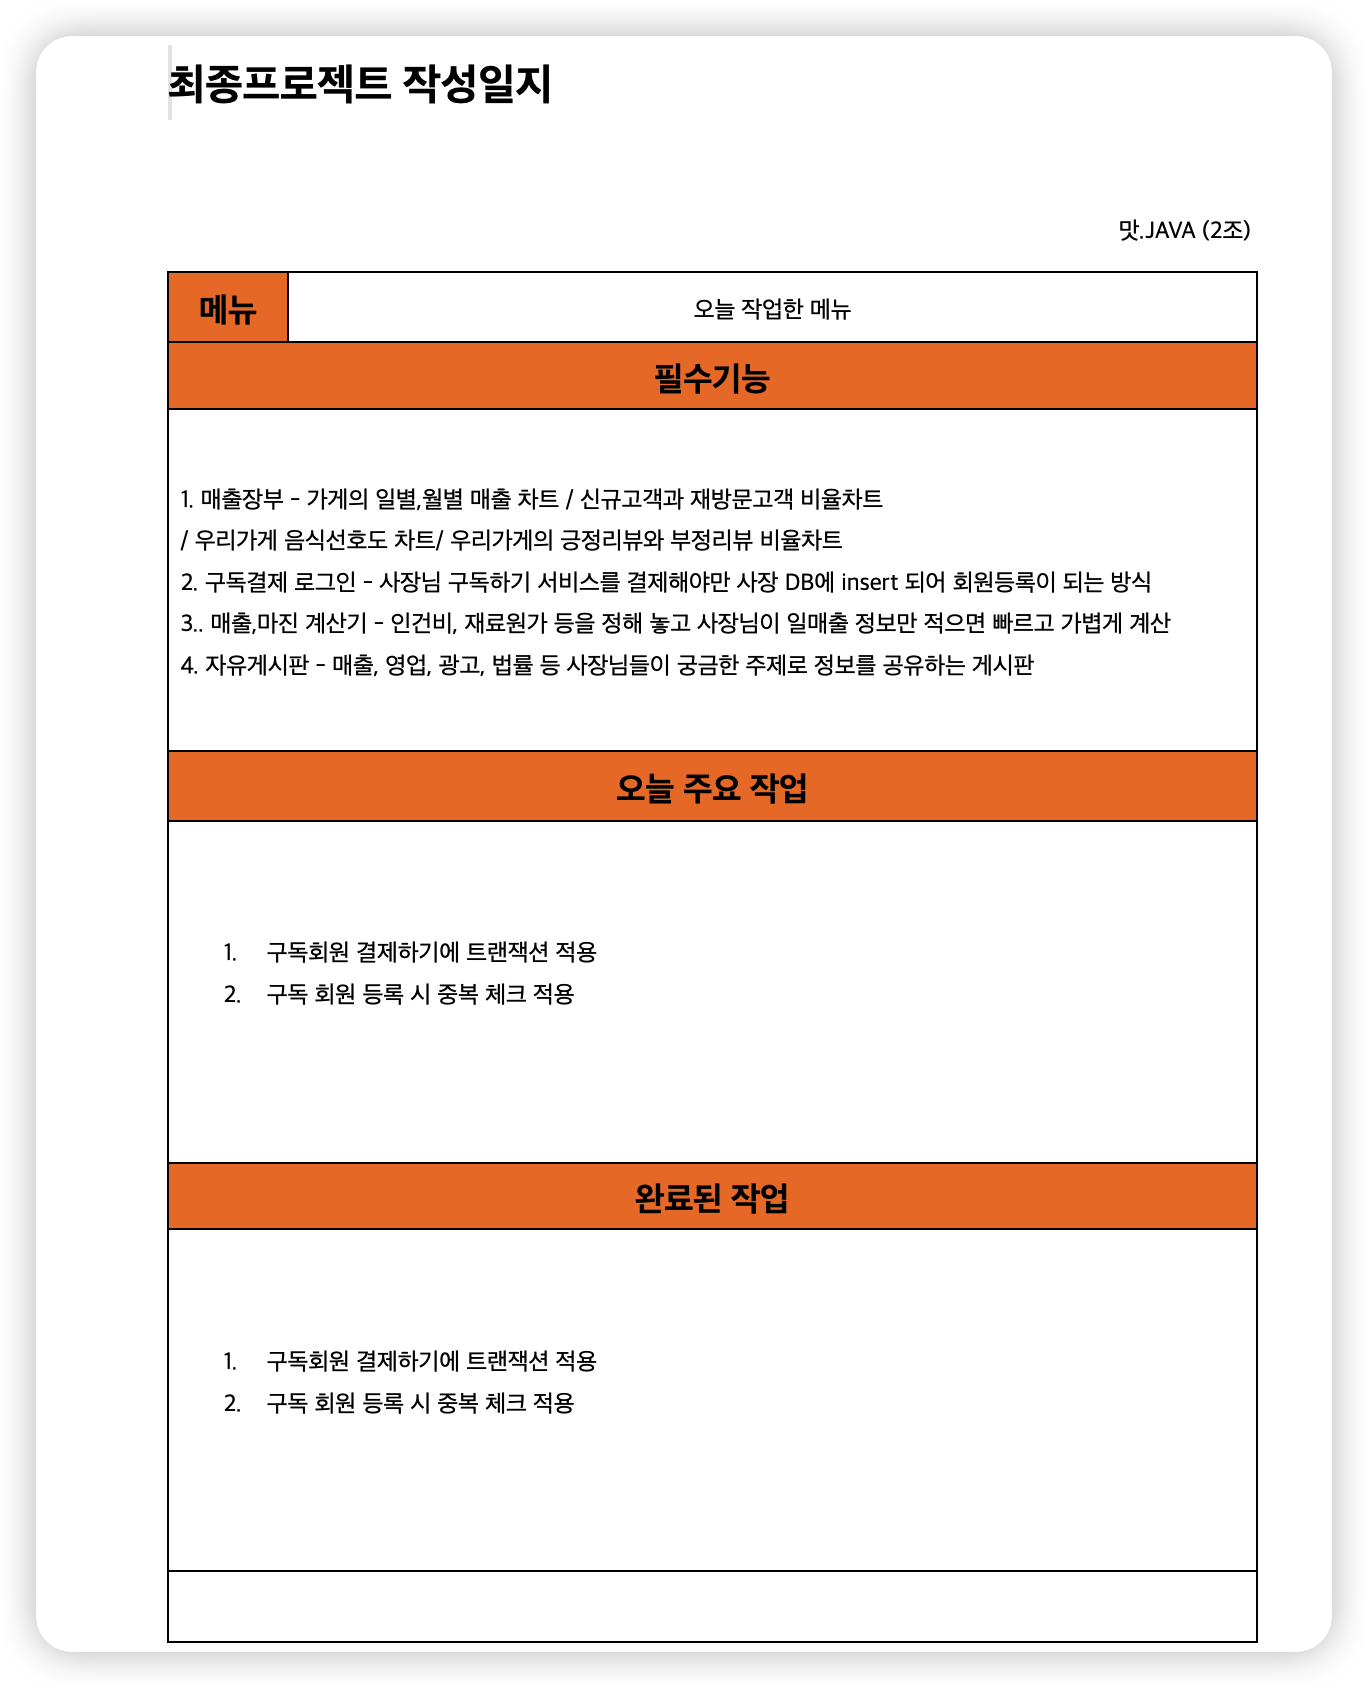 최종프로젝트 작성일지
맛.JAVA (2조)
메뉴
오늘 작업한 메뉴
필수기능
1. 매출장부 - 가게의 일별,월별 매출 차트 / 신규고객과 재방문고객 비율차트
/ 우리가게 음식선호도 차트/ 우리가게의 긍정리뷰와 부정리뷰 비율차트
2. 구독결제 로그인 - 사장님 구독하기 서비스를 결제해야만 사장 DB에 insert 되어 회원등록이 되는 방식
3.. 매출,마진 계산기 - 인건비, 재료원가 등을 정해 놓고 사장님이 일매출 정보만 적으면 빠르고 가볍게 계산
4. 자유게시판 - 매출, 영업, 광고, 법률 등 사장님들이 궁금한 주제로 정보를 공유하는 게시판
오늘 주요 작업
1. 구독회원 결제하기에 트랜잭션 적용
2. 구독 회원 등록 시 중복 체크 적용
완료된 작업
1. 구독회원 결제하기에 트랜잭션 적용
2. 구독 회원 등록 시 중복 체크 적용